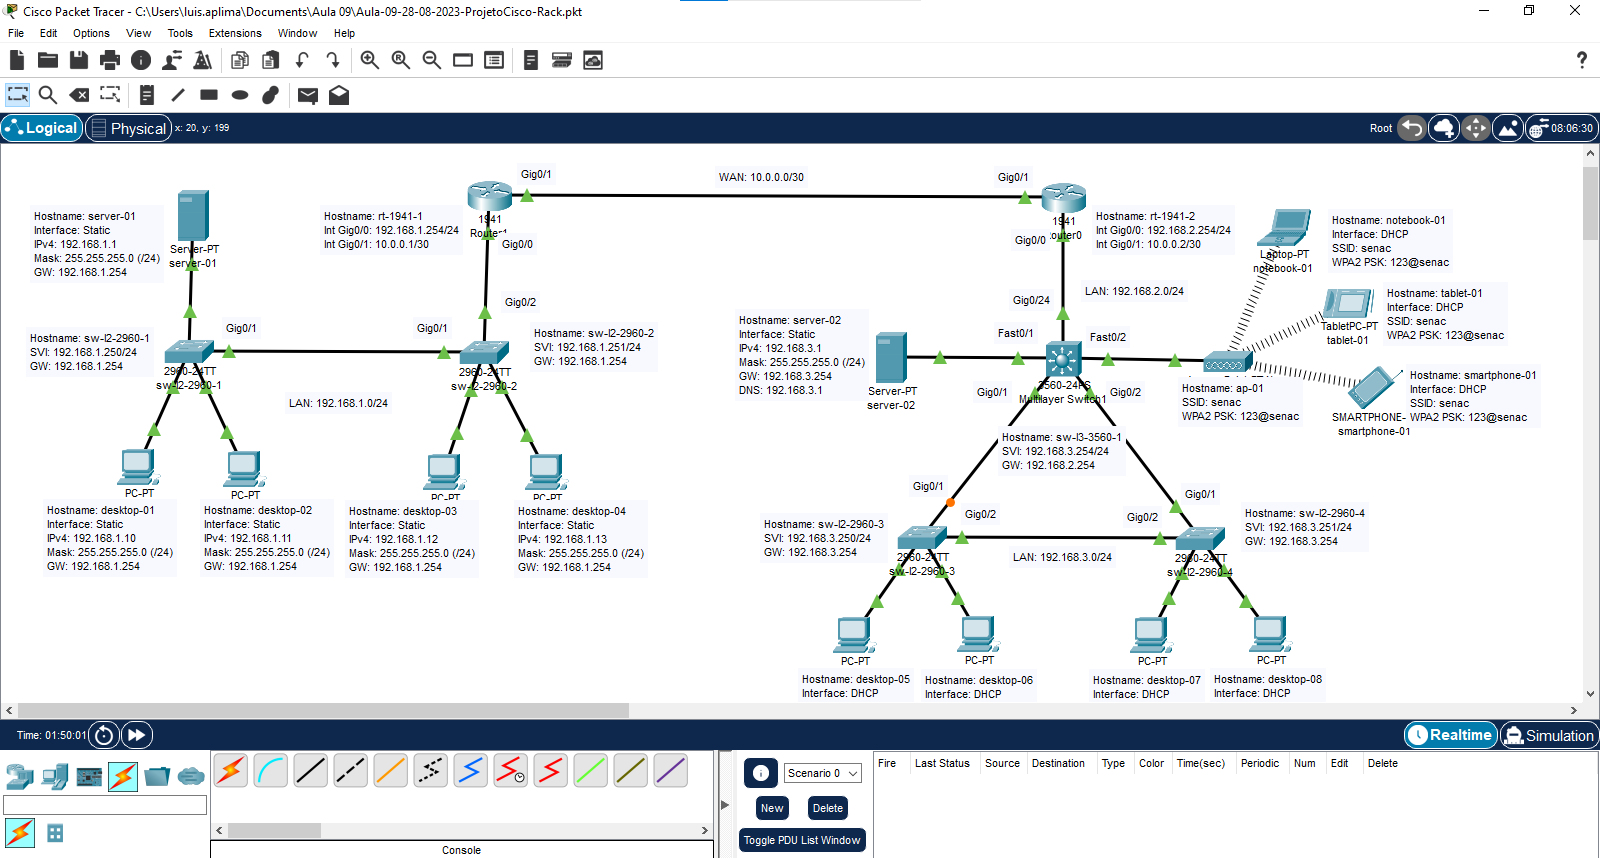 Cisco Packet Tracer - C:\Users\luis.aplima\Documents\Aula 09\Aula-09-28-08-2023-ProjetoCisco-Rack.pkt
File Edit Options View Tools Extensions Window Help
Logical
Physical
x: 20, y: 199
Root
08:06:30
Gig0/1
WAN: 10.0.0.0/30
Gig0/1
Hostname: server-01
Interface: Static
IPv4: 192.168.1.1
Mask: 255.255.255.0 (/24)
GW: 192.168.1.254
Server-PT
server-01
Hostname: rt-1941-1
Int Gig0/0: 192.168.1.254/24
Int Gig0/1: 10.0.0.1/30
1941
Router1
Gig0/0
1941
Router0
Gig0/0
Hostname: rt-1941-2
Int Gig0/0: 192.168.2.254/24
Int Gig0/1: 10.0.0.2/30
Laptop-PT
notebook-01
Hostname: notebook-01
Interface: DHCP
SSID: senac
WPA2 PSK: 123@senac
Gig0/2
Gig0/24
LAN: 192.168.2.0/24
TabletPC-PT
tablet-01
Hostname: tablet-01
Interface: DHCP
SSID: senac
WPA2 PSK: 123@senac
Hostname: sw-l2-2960-1
SVI: 192.168.1.250/24
GW: 192.168.1.254
Gig0/1
Gig0/1
Hostname: sw-l2-2960-2
SVI: 192.168.1.251/24
GW: 192.168.1.254
Hostname: server-02
Interface: Static
IPv4: 192.168.3.1
Mask: 255.255.255.0 (/24)
GW: 192.168.3.254
DNS: 192.168.3.1
Server-PT
server-02
Fast0/1
Fast0/2
2960-24TT
sw-l2-2960-1
2960-24TT
sw-l2-2960-2
LAN: 192.168.1.0/24
Gig0/1
3560-24PS
Multilayer Switch1
Gig0/2
Hostname: ap-01
SSID: senac
WPA2 PSK: 123@senac
SMARTPHONE-
smartphone-01
Hostname: smartphone-01
Interface: DHCP
SSID: senac
WPA2 PSK: 123@senac
Hostname: sw-l3-3560-1
SVI: 192.168.3.254/24
GW: 192.168.2.254
PC-PT
PC-PT
PC-PT
PC-PT
Hostname: desktop-01
Interface: Static
IPv4: 192.168.1.10
Mask: 255.255.255.0 (/24)
GW: 192.168.1.254
Hostname: desktop-02
Interface: Static
IPv4: 192.168.1.11
Mask: 255.255.255.0 (/24)
GW: 192.168.1.254
Hostname: desktop-03
Interface: Static
IPv4: 192.168.1.12
Mask: 255.255.255.0 (/24)
GW: 192.168.1.254
Hostname: desktop-04
Interface: Static
IPv4: 192.168.1.13
Mask: 255.255.255.0 (/24)
GW: 192.168.1.254
Gig0/1
Gig0/2
Gig0/2
Gig0/1
Hostname: sw-l2-2960-3
SVI: 192.168.3.250/24
GW: 192.168.3.254
2960-24TT
sw-l2-2960-3
LAN: 192.168.3.0/24
2960-24TT
sw-l2-2960-4
Hostname: sw-l2-2960-4
SVI: 192.168.3.251/24
GW: 192.168.3.254
PC-PT
PC-PT
PC-PT
PC-PT
Hostname: desktop-05
Interface: DHCP
Hostname: desktop-06
Interface: DHCP
Hostname: desktop-07
Interface: DHCP
Hostname: desktop-08
Interface: DHCP
Time: 01:50:01
Realtime
Simulation
Scenario 0
New
Delete
Toggle PDU List Window
Fire Last Status Source Destination Type Color Time(sec) Periodic Num Edit Delete
Console